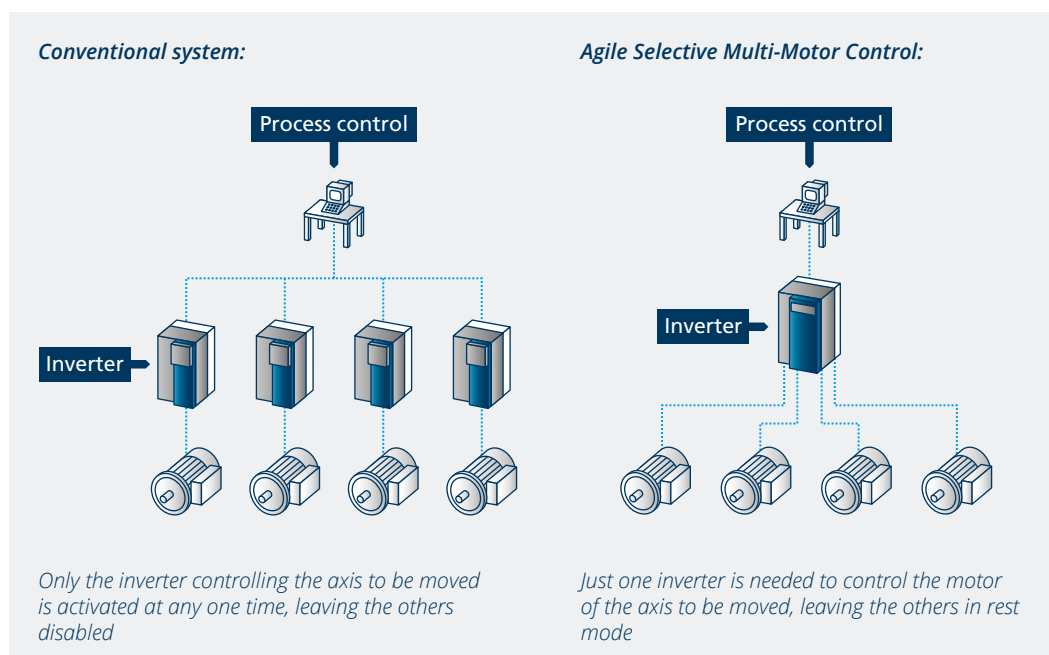 Conventional system:
Process control
Inverter
Only the inverter controlling the axis to be moved
is activated at any one time, leaving the others
disabled
Agile Selective Multi-Motor Control:
Process control
Inverter
Just one inverter is needed to control the motor
of the axis to be moved, leaving the others in rest
mode